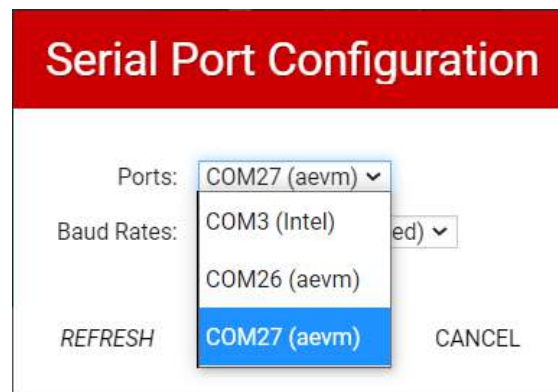 Serial Port Configuration
Ports: COM27 (aevm)
COM3 (Intel)
Baud Rates: ed)
COM26 (aevm)
COM27 (aevm)
REFRESH CANCEL